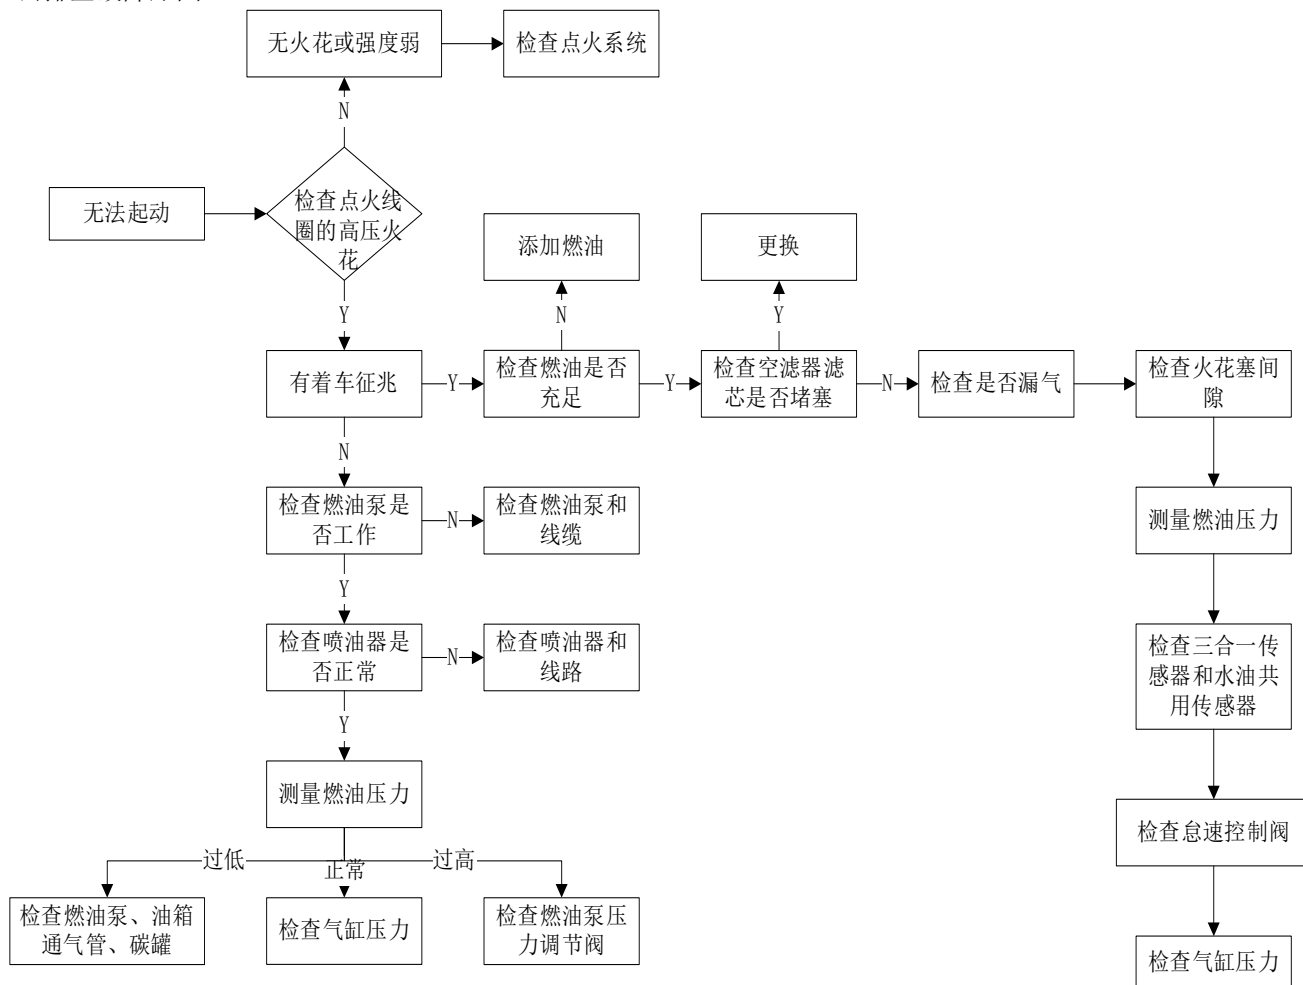 无火花或强度弱
检查点火系统
N
无法起动
检查点火线
圈的高压火
花
添加燃油
更换
Y
N
Y
有着车征兆
Y
检查燃油是否
充足
Y
检查空滤器滤
芯是否堵塞
N
检查是否漏气
检查火花塞间
隙
N
检查燃油泵是
否工作
N
检查燃油泵和
线缆
测量燃油压力
Y
检查喷油器是
否正常
N
检查喷油器和
线路
检查三合一传
感器和水油共
用传感器
Y
测量燃油压力
检查怠速控制阀
过低
正常
过高
检查燃油泵、油箱
通气管、碳罐
检查气缸压力
检查燃油泵压
力调节阀
检查气缸压力